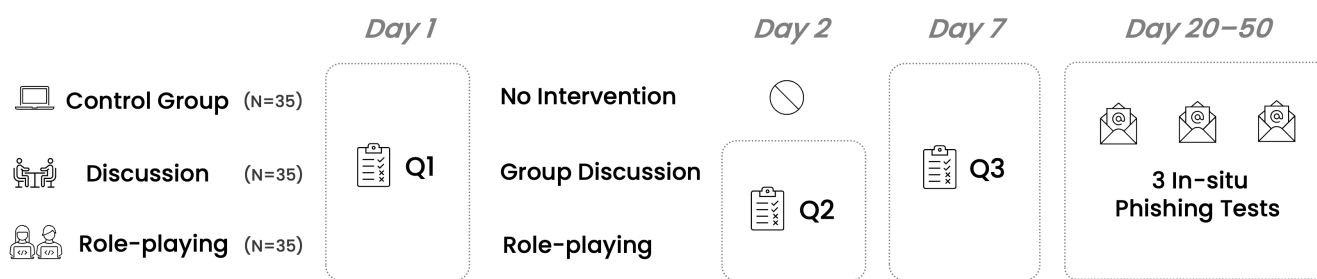 Day 1
Day 2
Day 7
Day 20–50
Control Group (N=35)
No Intervention
Discussion (N=35)
Q1
Group Discussion
Q2
Q3
3 In-situ
Phishing Tests
Role-playing (N=35)
Role-playing